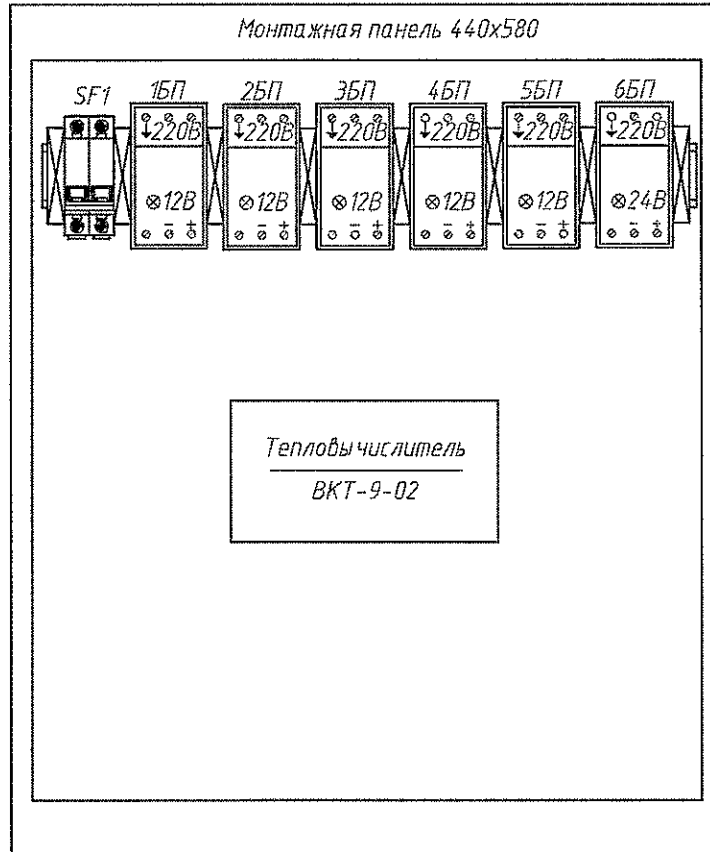 Монтажная панель 440х580
SF1 1БП 2БП 3БП 4БП 5БП 6БП
220В 220В 220В 220В 220В 220В
12В 12В 12В 12В 12В 24В
- + - + - + - + - + - +
Тепловычислитель
ВКТ-9-02